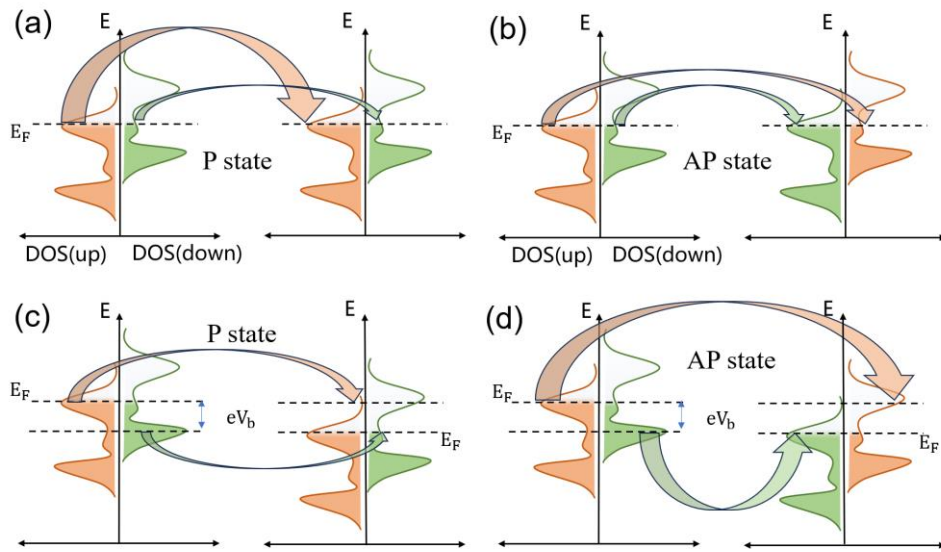 (a)
E
E_F
P state
DOS(up) DOS(down)
(b)
E
E_F
AP state
DOS(up) DOS(down)
(c)
E
P state
E_F
eV_b
E_F
(d)
E
AP state
E_F
eV_b
E_F